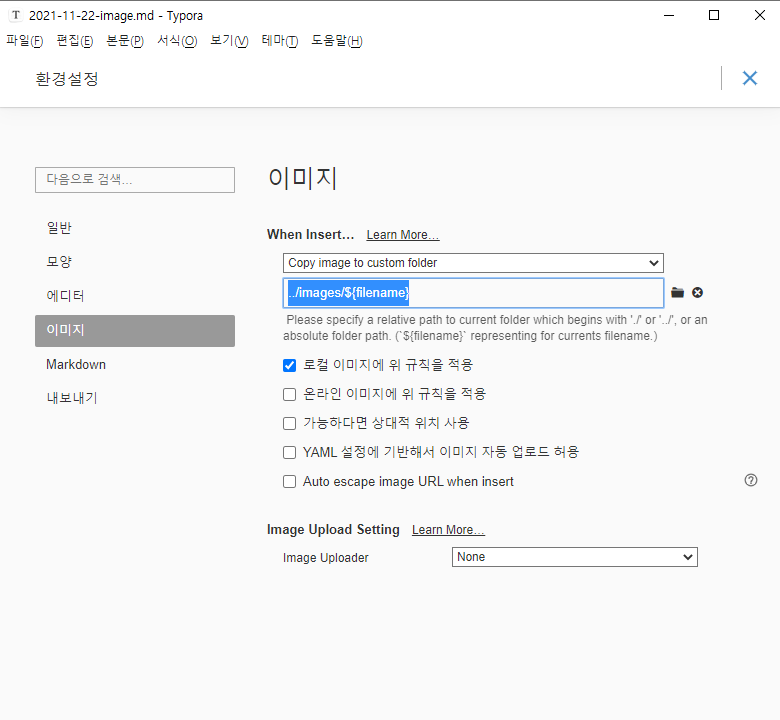 T 2021-11-22-image.md - Typora
파일(F) 편집(E) 본문(P) 서식(O) 보기(V) 테마(T) 도움말(H)
환경설정
다음으로 검색...
일반
모양
에디터
이미지
Markdown
내보내기
이미지
When Insert... Learn More...
Copy image to custom folder
../images/${filename}
Please specify a relative path to current folder which begins with './' or '../', or an
absolute folder path. (`${filename}` representing for currents filename.)
로컬 이미지에 위 규칙을 적용
온라인 이미지에 위 규칙을 적용
가능하다면 상대적 위치 사용
YAML 설정에 기반해서 이미지 자동 업로드 허용
Auto escape image URL when insert
Image Upload Setting Learn More...
Image Uploader None